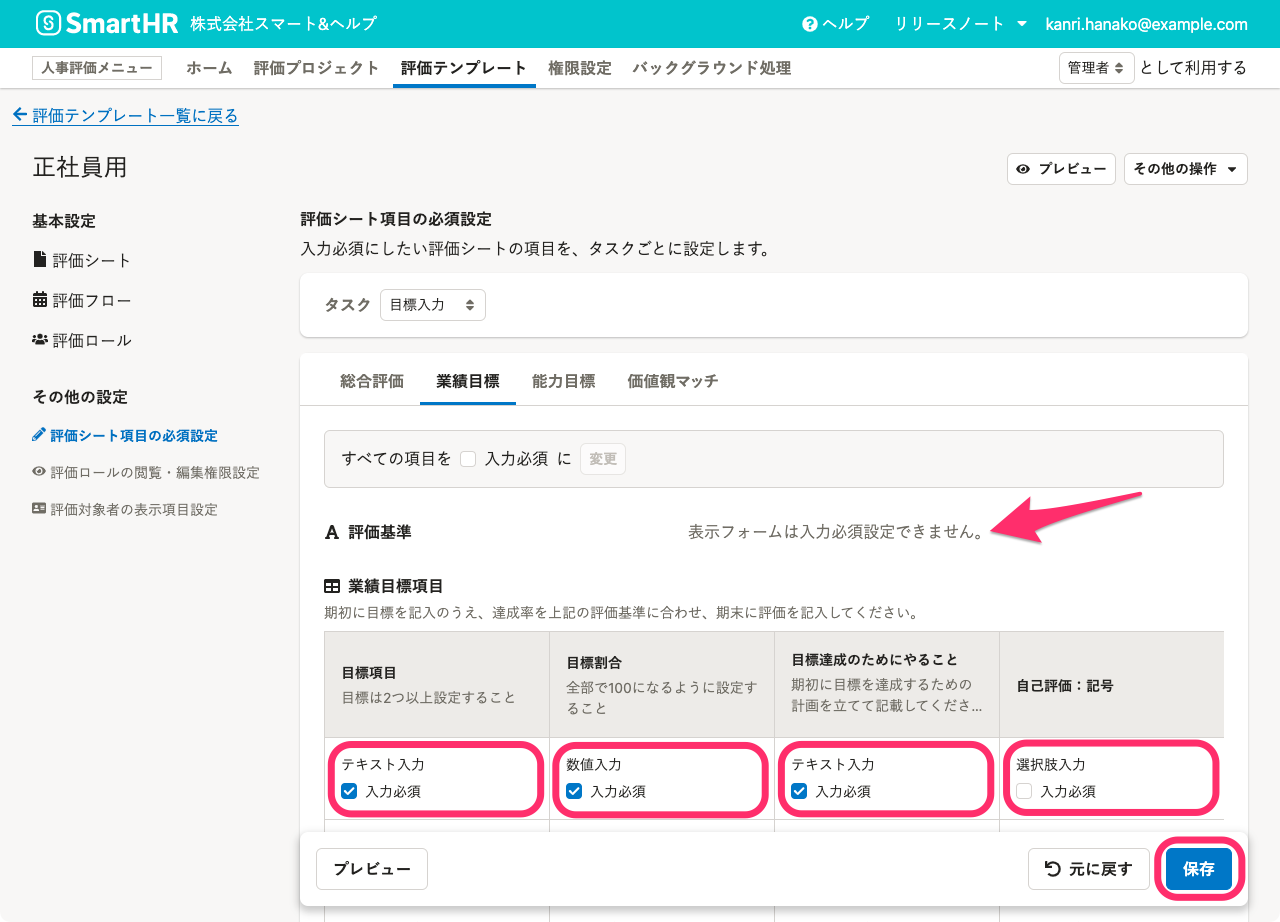 SmartHR 株式会社スマート&ヘルプ ヘルプ リリースノート kanri.hanako@example.com
人事評価メニュー ホーム 評価プロジェクト 評価テンプレート 権限設定 バックグラウンド処理 管理者 として利用する
評価テンプレート一覧に戻る
正社員用 プレビュー その他の操作
基本設定
評価シート
評価フロー
評価ロール
その他の設定
評価シート項目の必須設定
評価ロールの閲覧・編集権限設定
評価対象者の表示項目設定
評価シート項目の必須設定
入力必須にしたい評価シートの項目を、タスクごとに設定します。
タスク 目標入力
総合評価 業績目標 能力目標 価値観マッチ
すべての項目を 入力必須 に 変更
評価基準 表示フォームは入力必須設定できません。
業績目標項目
期初に目標を記入のうえ、達成率を上記の評価基準に合わせ、期末に評価を記入してください。
目標項目
目標は2つ以上設定すること
目標割合
全部で100になるように設定す
ること
目標達成のためにやること
期初に目標を達成するための
計画を立てて記載してくださ...
自己評価：記号
テキスト入力 数値入力 テキスト入力 選択肢入力
入力必須 入力必須 入力必須 入力必須
プレビュー 元に戻す 保存